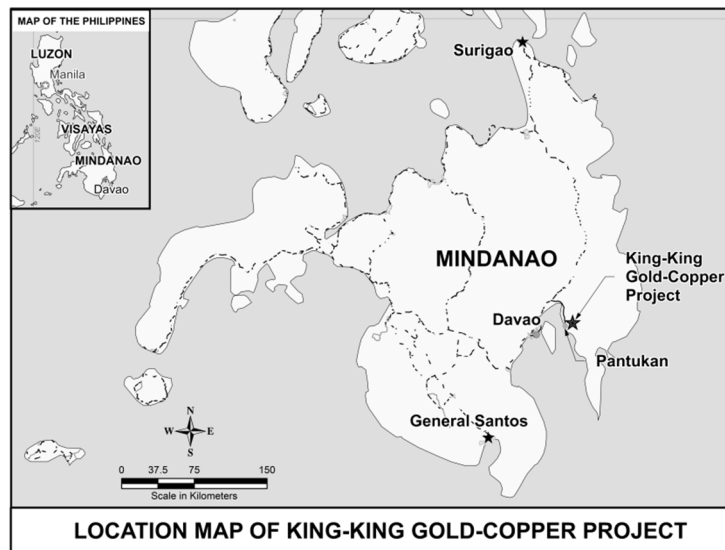 MAP OF THE PHILIPPINES
LUZON
Manila
120E
VISAYAS
MINDANAO
Davao
Surigao
MINDANAO
King-King
Gold-Copper
Project
Davao
Pantukan
General Santos
N
W E
S
0 37.5 75 150
Scale in Kilometers
LOCATION MAP OF KING-KING GOLD-COPPER PROJECT